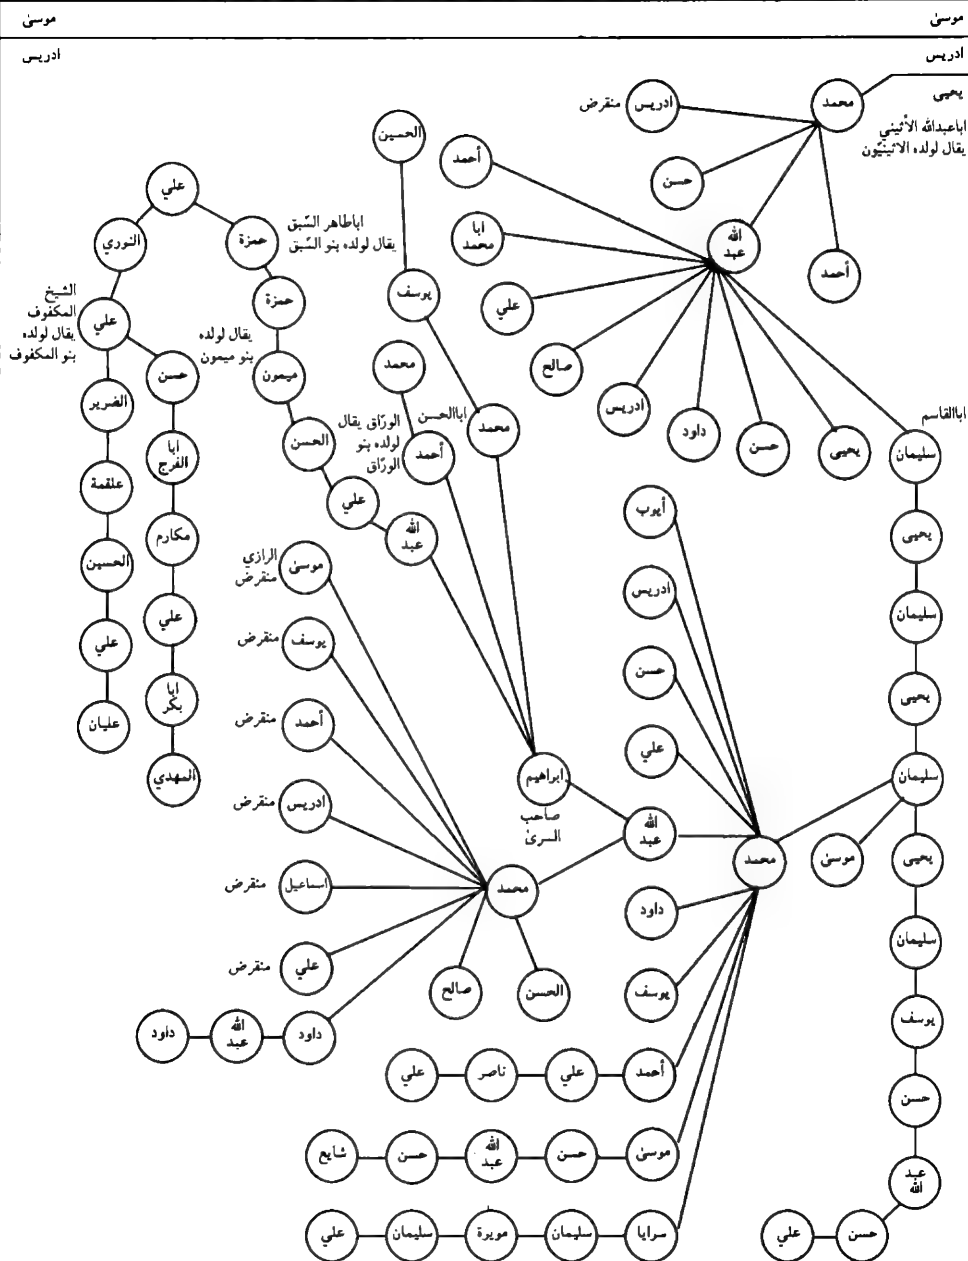 موسىٰ
موسىٰ
ادريس
ادريس
يحيى
اباعبدالله الأثيني
يقال لولده الاثينيّون
محمد
ادريس
منقرض
حسن
الله
عبد
أحمد
أحمد
ابا
محمد
علي
صالح
ادريس
داود
حسن
يحيى
اباالقاسم
سليمان
يحيى
سليمان
يحيى
سليمان
موسىٰ
يحيى
سليمان
يوسف
حسن
عبد
الله
حسن
علي
محمد
أيوب
ادريس
حسن
علي
الله
عبد
داود
يوسف
أحمد
علي
ناصر
علي
موسىٰ
حسن
الله
عبد
حسن
شايع
سرايا
سليمان
مويرة
سليمان
علي
ابراهيم
صاحب
السرىٰ
الحسين
يوسف
محمد
محمد
اباالحسن
أحمد
الورّاق يقال
لولده بنو
الورّاق
الله
عبد
علي
الحسن
ميمون
يقال لولده
بنو ميمون
حمزة
حمزة
اباطاهر السّبق
يقال لولده بنو السّبق
علي
النوري
علي
الشيخ
المكفوف
يقال لولده
بنو المكفوف
الضرير
علقمة
الحسين
علي
عليان
حسن
ابا
الفرج
مكارم
علي
ابا
بكر
المهدي
محمد
موسىٰ
الرازي
منقرض
يوسف
منقرض
أحمد
منقرض
ادريس
منقرض
اسماعيل
منقرض
علي
منقرض
داود
الله
عبد
داود
صالح
الحسن